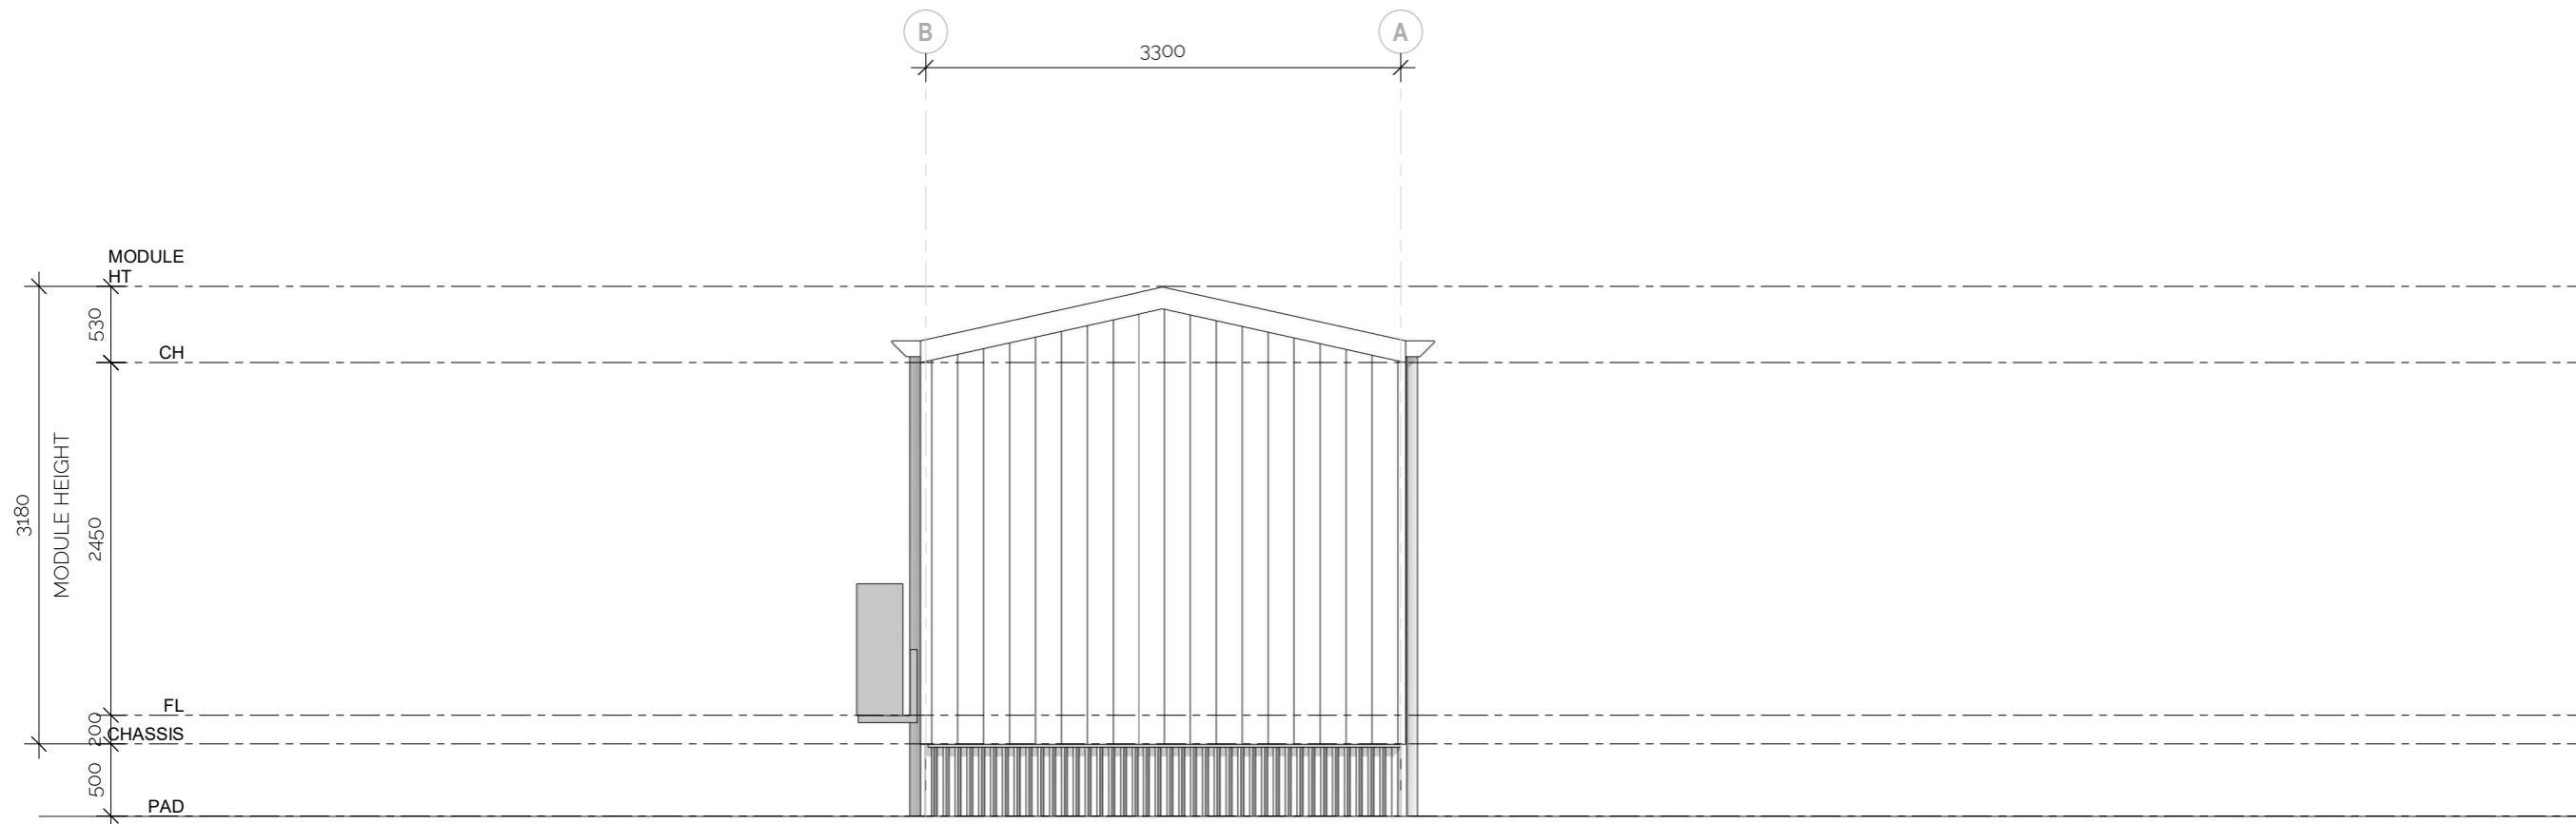 B
A
3300
MODULE
HT
530
CH
3180
MODULE HEIGHT
2450
FL
200
CHASSIS
500
PAD